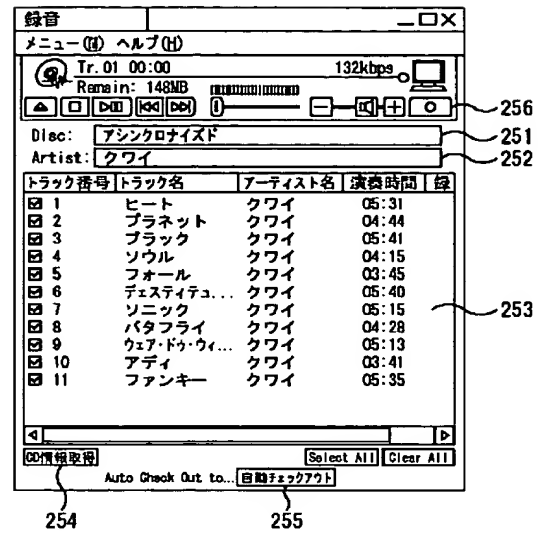 録音
メニュー(M) ヘルプ(H)
Tr.01 00:00 132kbps
Remain: 148MB
256
Disc: アシンクロナイズド 251
Artist: クワイ 252
トラック番号 トラック名 アーティスト名 演奏時間 録
1 ヒート クワイ 05:31
2 プラネット クワイ 04:44
3 ブラック クワイ 05:41
4 ソウル クワイ 04:15
5 フォール クワイ 03:45
6 デェスティテュ... クワイ 05:40
7 ソニック クワイ 05:15 253
8 バタフライ クワイ 04:28
9 ウェア・ドゥ・ウィ... クワイ 05:13
10 アディ クワイ 03:41
11 ファンキー クワイ 05:35
CD情報取得 Select All Clear All
Auto Check Out to... 自動チェックアウト
254 255